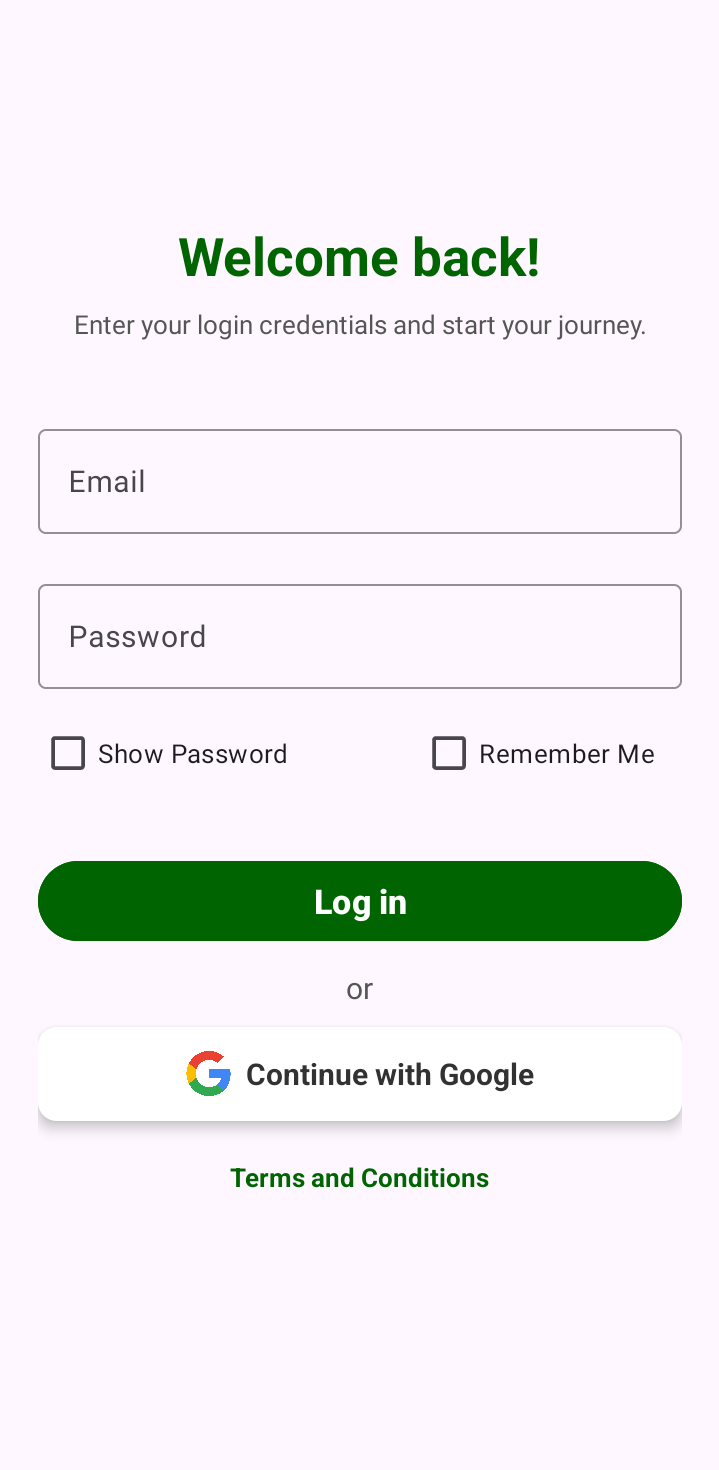 Welcome back!
Enter your login credentials and start your journey.
Email
Password
Show Password
Remember Me
Log in
or
Continue with Google
Terms and Conditions